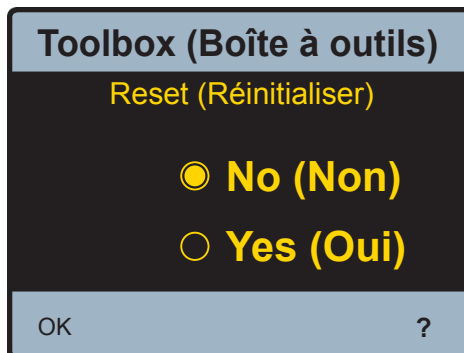 Toolbox (Boîte à outils)
Reset (Réinitialiser)
No (Non)
Yes (Oui)
OK ?